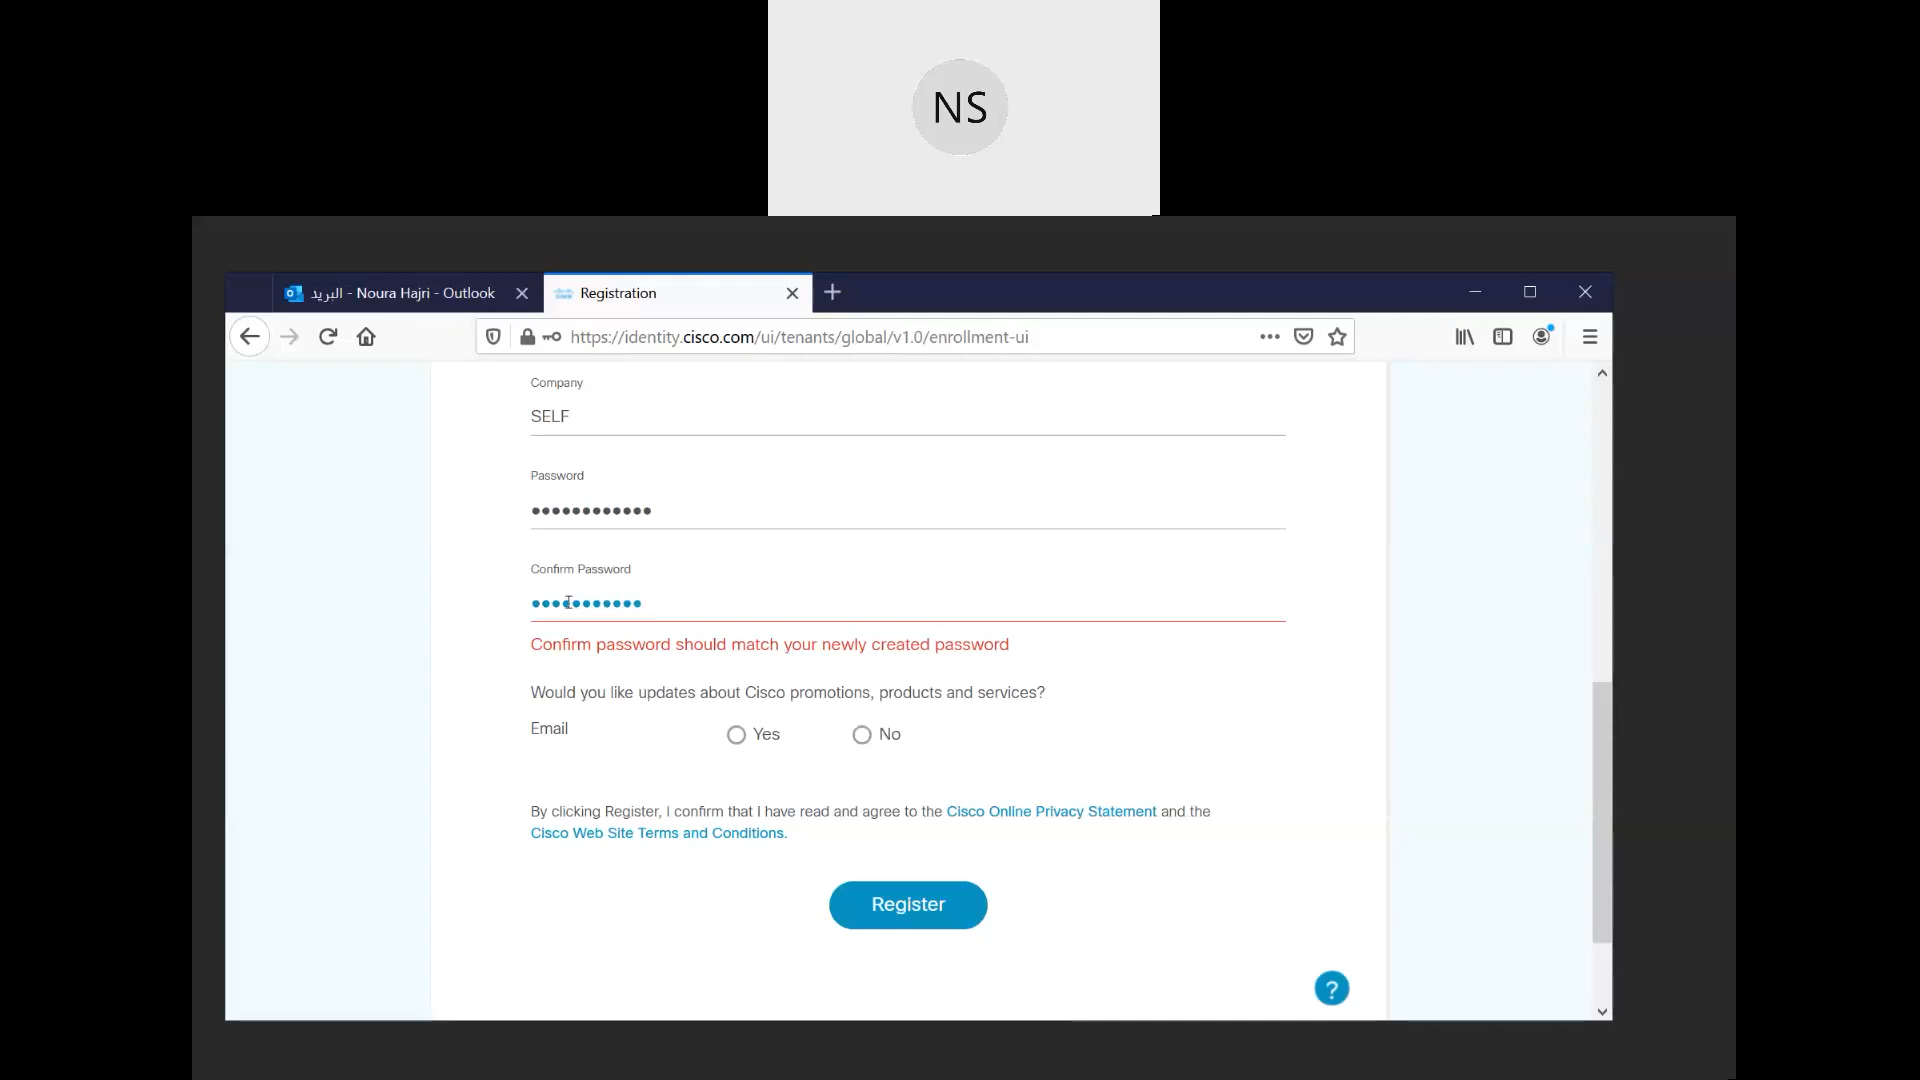 NS
البريد - Noura Hajri - Outlook
Registration
https://identity.cisco.com/ui/tenants/global/v1.0/enrollment-ui
Company
SELF
Password
••••••••••••
Confirm Password
•••••••••••
Confirm password should match your newly created password
Would you like updates about Cisco promotions, products and services?
Email
Yes
No
By clicking Register, I confirm that I have read and agree to the Cisco Online Privacy Statement and the
Cisco Web Site Terms and Conditions.
Register
?